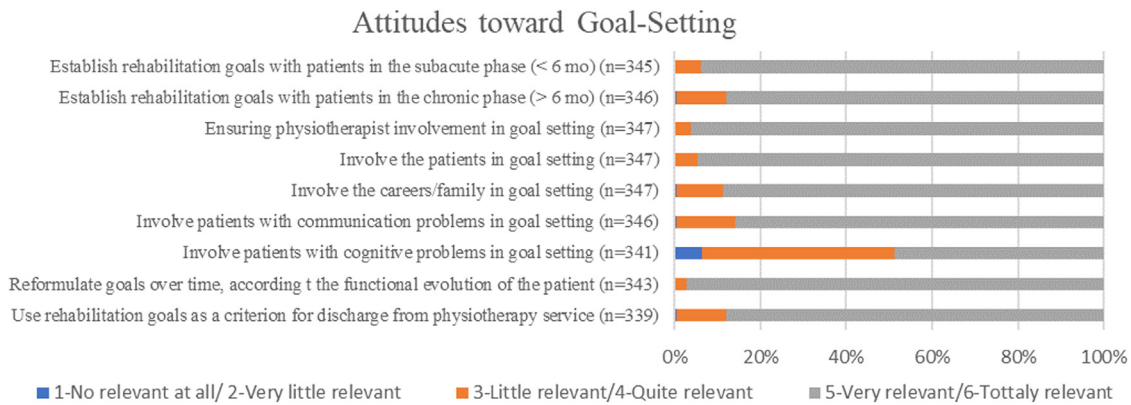 Attitudes toward Goal-Setting
Establish rehabilitation goals with patients in the subacute phase (< 6 mo) (n=345)
Establish rehabilitation goals with patients in the chronic phase (> 6 mo) (n=346)
Ensuring physiotherapist involvement in goal setting (n=347)
Involve the patients in goal setting (n=347)
Involve the careers/family in goal setting (n=347)
Involve patients with communication problems in goal setting (n=346)
Involve patients with cognitive problems in goal setting (n=341)
Reformulate goals over time, according t the functional evolution of the patient (n=343)
Use rehabilitation goals as a criterion for discharge from physiotherapy service (n=339)
0% 20% 40% 60% 80% 100%
1-No relevant at all/ 2-Very little relevant 3-Little relevant/4-Quite relevant 5-Very relevant/6-Tottaly relevant